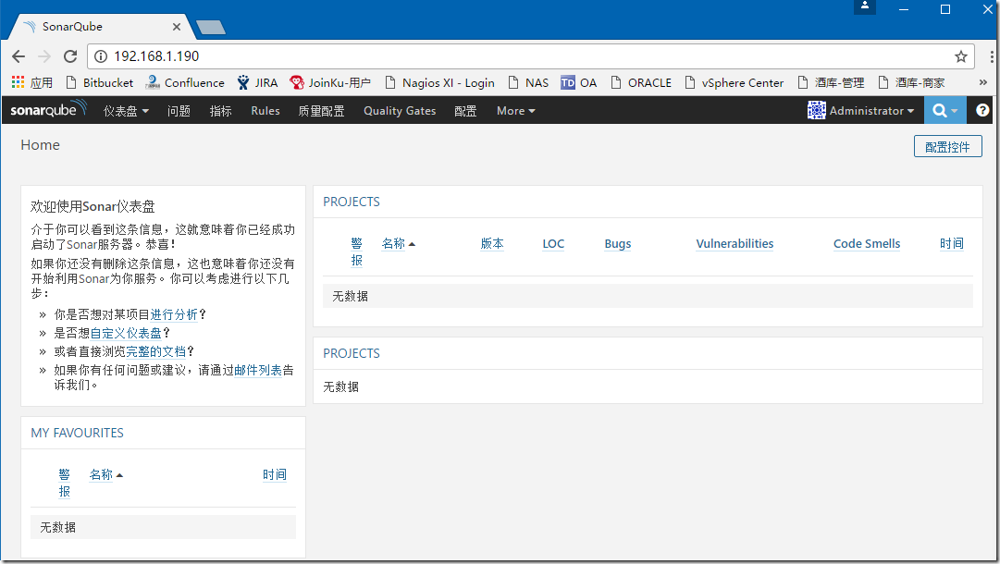 SonarQube
192.168.1.190
应用 Bitbucket Confluence JIRA JoinKu-用户 Nagios XI - Login NAS TD OA ORACLE vSphere Center 酒库-管理 酒库-商家 »
sonarqube 仪表盘 问题 指标 Rules 质量配置 Quality Gates 配置 More Administrator ?
Home
配置控件
欢迎使用Sonar仪表盘
介于你可以看到这条信息，这就意味着你已经成功
启动了Sonar服务器。恭喜！
如果你还没有删除这条信息，这也意味着你还没有
开始利用Sonar为你服务。你可以考虑进行以下几
步：
» 你是否想对某项目进行分析？
» 是否想自定义仪表盘？
» 或者直接浏览完整的文档？
» 如果你有任何问题或建议，请通过邮件列表告
诉我们。
MY FAVOURITES
警 名称 时间
报
无数据
PROJECTS
警 名称 版本 LOC Bugs Vulnerabilities Code Smells 时间
报
无数据
PROJECTS
无数据